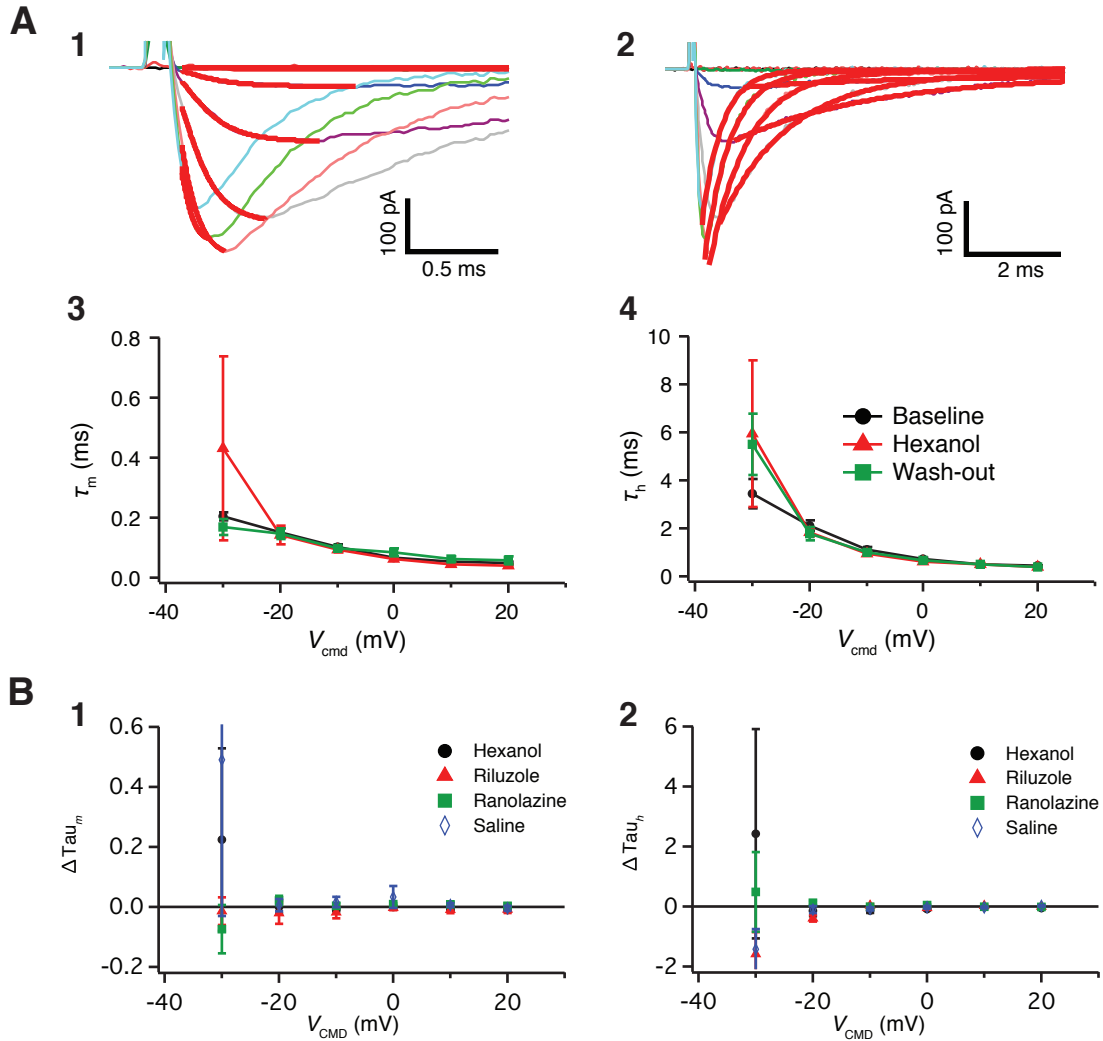 A
1
100 pA
0.5 ms
2
100 pA
2 ms
3
0.8
0.6
0.4
0.2
0.0
τm (ms)
-40
-20
0
20
Vcmd (mV)
4
10
8
6
4
2
0
τh (ms)
Baseline
Hexanol
Wash-out
-40
-20
0
20
Vcmd (mV)
B
1
0.6
0.4
0.2
0.0
-0.2
Δ Taum
Hexanol
Riluzole
Ranolazine
Saline
-40
-20
0
20
VCMD (mV)
2
6
4
2
0
-2
Δ Tauh
Hexanol
Riluzole
Ranolazine
Saline
-40
-20
0
20
VCMD (mV)